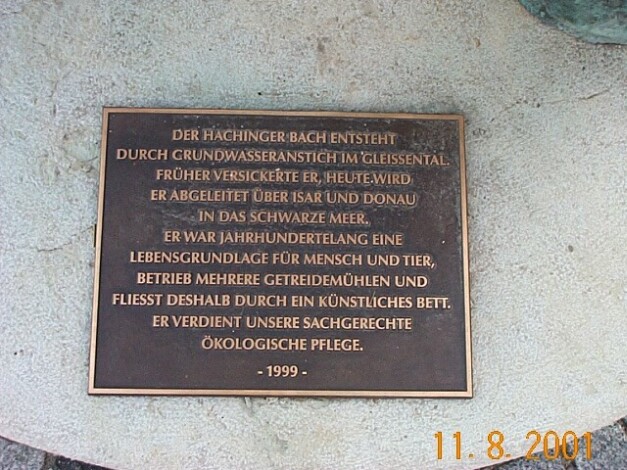 DER HACHINGER BACH ENTSTEHT
DURCH GRUNDWASSERANSTICH IM GLEISSENTAL.
FRÜHER VERSICKERTE ER, HEUTE WIRD
ER ABGELEITET ÜBER ISAR UND DONAU
IN DAS SCHWARZE MEER.
ER WAR JAHRHUNDERTELANG EINE
LEBENSGRUNDLAGE FÜR MENSCH UND TIER,
BETRIEB MEHRERE GETREIDEMÜHLEN UND
FLIESST DESHALB DURCH EIN KÜNSTLICHES BETT.
ER VERDIENT UNSERE SACHGERECHTE
ÖKOLOGISCHE PFLEGE.
- 1999 -
11. 8. 2001